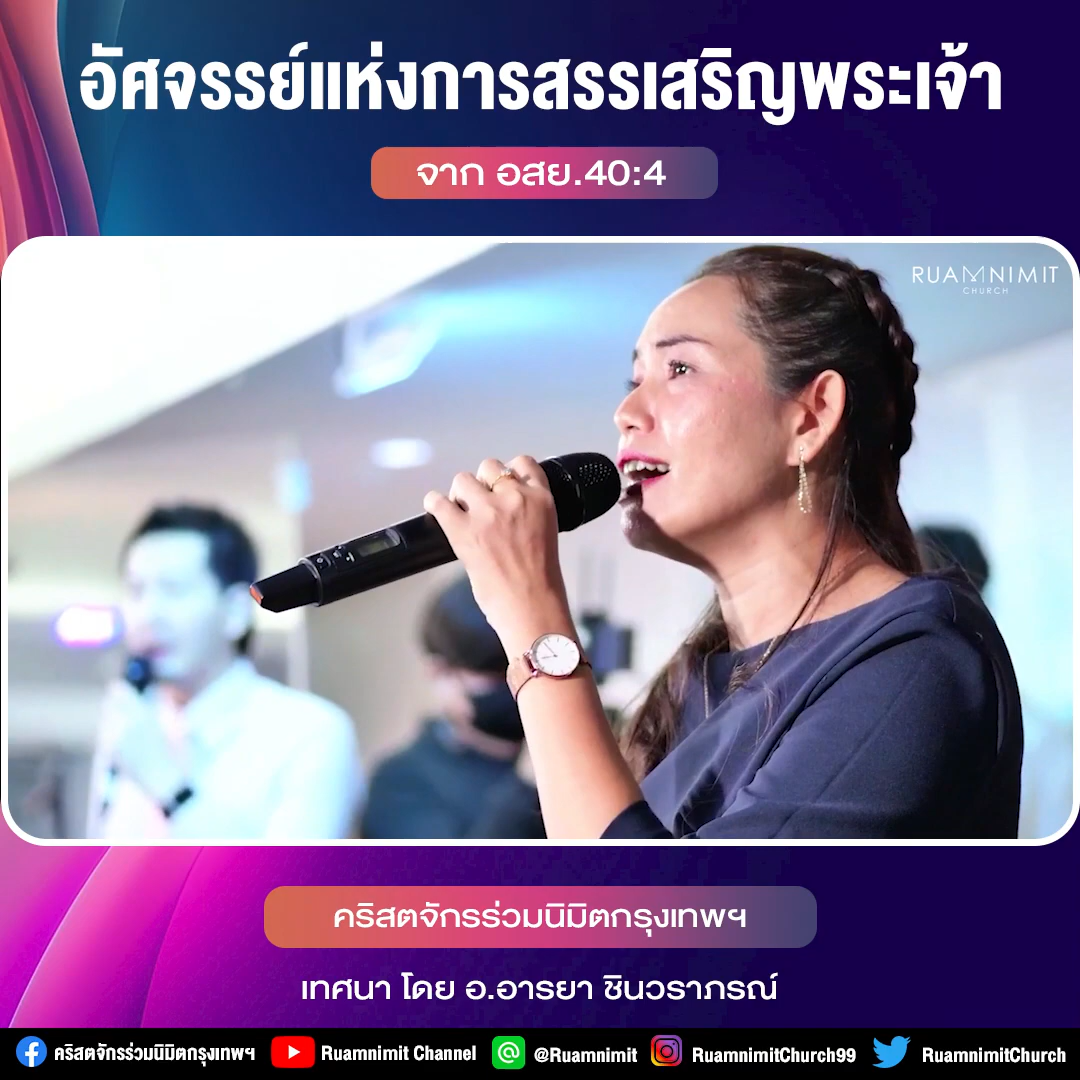 อัศจรรย์แห่งการสรรเสริญพระเจ้า
จาก อสย.40:4
RUAMNIMIT
CHURCH
คริสตจักรร่วมนิมิตกรุงเทพฯ
เทศนา โดย อ.อารยา ชินวราภรณ์
คริสตจักรร่วมนิมิตกรุงเทพฯ Ruamnimit Channel @Ruamnimit RuamnimitChurch99 RuamnimitChurch